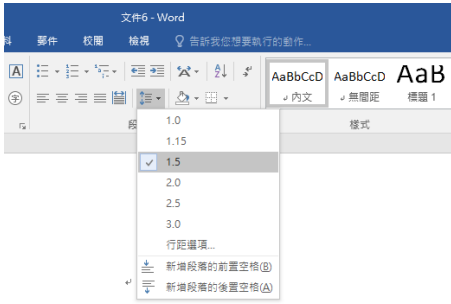 文件6 - Word
料 郵件 校閱 檢視 告訴我您想要執行的動作...
A
字
AaBbCcD AaBbCcD AaB
內文 無間距 標題 1
段 樣式
1.0
1.15
1.5
2.0
2.5
3.0
行距選項...
新增段落的前置空格(B)
新增段落的後置空格(A)